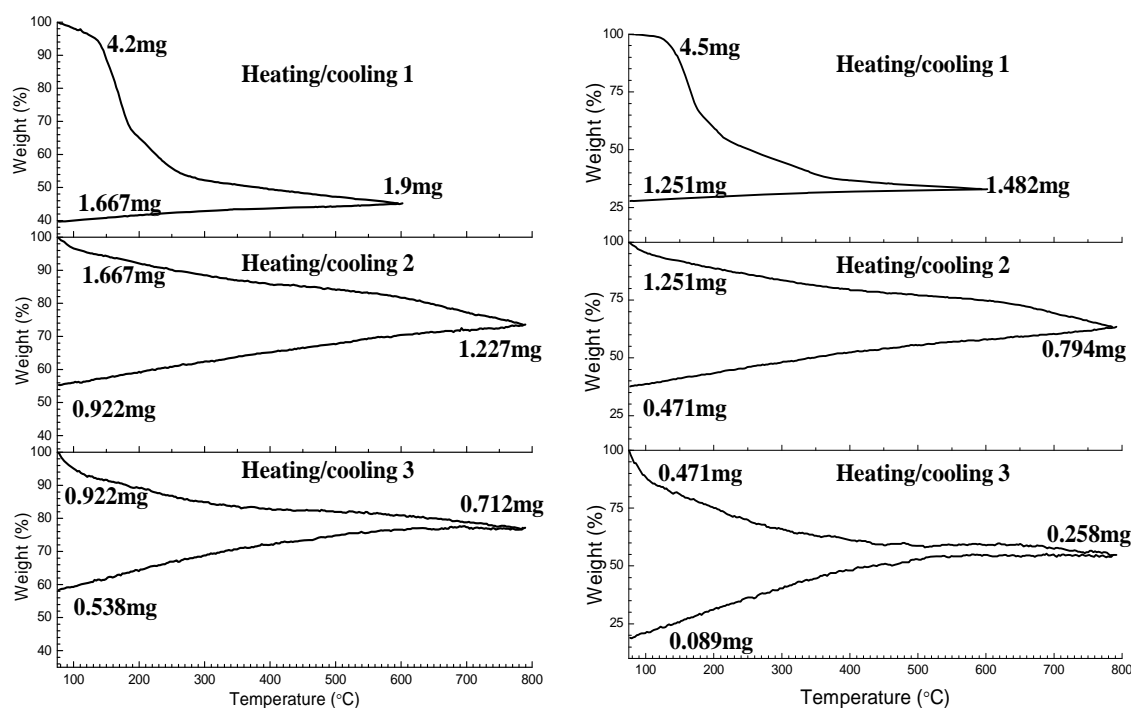 Heating/cooling 1
4.2mg
1.9mg
1.667mg
Weight (%)
100
90
80
70
60
50
40
Heating/cooling 2
1.667mg
1.227mg
0.922mg
Weight (%)
100
90
80
70
60
50
40
Heating/cooling 3
0.922mg
0.712mg
0.538mg
Weight (%)
100
90
80
70
60
50
40
100 200 300 400 500 600 700 800
Temperature (°C)
Heating/cooling 1
4.5mg
1.251mg
1.482mg
Weight (%)
100
75
50
25
Heating/cooling 2
1.251mg
0.794mg
0.471mg
Weight (%)
100
75
50
25
Heating/cooling 3
0.471mg
0.258mg
0.089mg
Weight (%)
100
75
50
25
100 200 300 400 500 600 700 800
Temperature (°C)